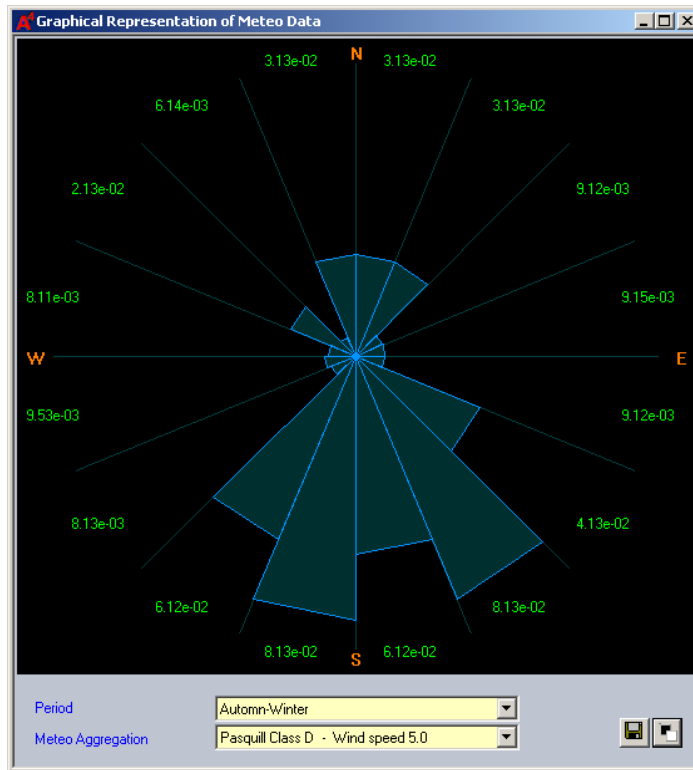 Graphical Representation of Meteo Data
3.13e-02 N 3.13e-02
6.14e-03 3.13e-02
2.13e-02 9.12e-03
8.11e-03 9.15e-03
W E
9.53e-03 9.12e-03
8.13e-03 4.13e-02
6.12e-02 8.13e-02
8.13e-02 S 6.12e-02
Period Automn-Winter
Meteo Aggregation Pasquill Class D - Wind speed 5.0